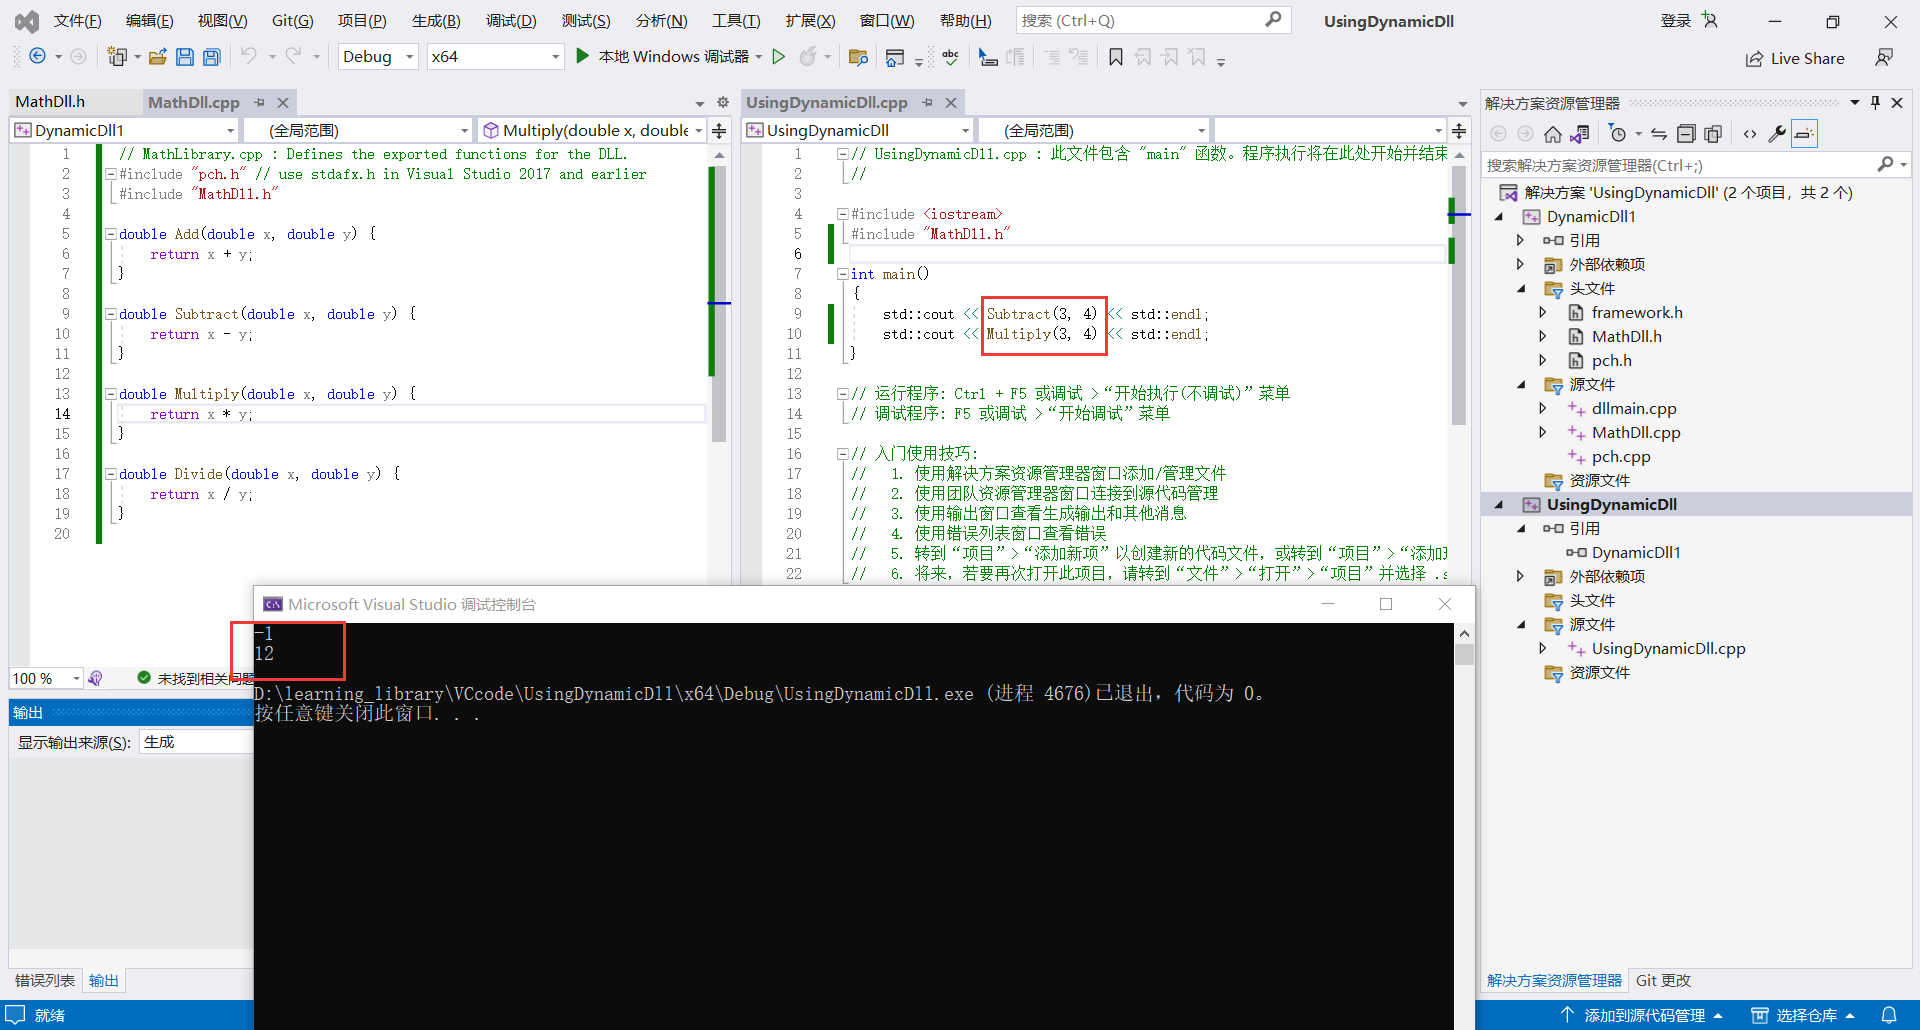 文件(F) 编辑(E) 视图(V) Git(G) 项目(P) 生成(B) 调试(D) 测试(S) 分析(N) 工具(T) 扩展(X) 窗口(W) 帮助(H) 搜索 (Ctrl+Q) UsingDynamicDll 登录
Debug x64 本地 Windows 调试器 Live Share
MathDll.h MathDll.cpp
DynamicDll1 (全局范围) Multiply(double x, double
1 // MathLibrary.cpp : Defines the exported functions for the DLL.
2 #include "pch.h" // use stdafx.h in Visual Studio 2017 and earlier
3 #include "MathDll.h"
4
5 double Add(double x, double y) {
6 return x + y;
7 }
8
9 double Subtract(double x, double y) {
10 return x - y;
11 }
12
13 double Multiply(double x, double y) {
14 return x * y;
15 }
16
17 double Divide(double x, double y) {
18 return x / y;
19 }
20
100 % 未找到相关问题
UsingDynamicDll.cpp
UsingDynamicDll (全局范围)
1 // UsingDynamicDll.cpp : 此文件包含 "main" 函数。程序执行将在此处开始并结束
2 //
3
4 #include <iostream>
5 #include "MathDll.h"
6
7 int main()
8 {
9 std::cout << Subtract(3, 4) << std::endl;
10 std::cout << Multiply(3, 4) << std::endl;
11 }
12
13 // 运行程序: Ctrl + F5 或调试 >“开始执行(不调试)”菜单
14 // 调试程序: F5 或调试 >“开始调试”菜单
15
16 // 入门使用技巧:
17 // 1. 使用解决方案资源管理器窗口添加/管理文件
18 // 2. 使用团队资源管理器窗口连接到源代码管理
19 // 3. 使用输出窗口查看生成输出和其他消息
20 // 4. 使用错误列表窗口查看错误
21 // 5. 转到“项目”>“添加新项”以创建新的代码文件，或转到“项目”>“添加
22 // 6. 将来，若要再次打开此项目，请转到“文件”>“打开”>“项目”并选择 .s
输出
显示输出来源(S): 生成
Microsoft Visual Studio 调试控制台
-1
12
D:\learning_library\VCcode\UsingDynamicDll\x64\Debug\UsingDynamicDll.exe (进程 4676)已退出，代码为 0。
按任意键关闭此窗口. . .
解决方案资源管理器
搜索解决方案资源管理器(Ctrl+;)
解决方案 'UsingDynamicDll' (2 个项目，共 2 个)
DynamicDll1
引用
外部依赖项
头文件
framework.h
MathDll.h
pch.h
源文件
dllmain.cpp
MathDll.cpp
pch.cpp
资源文件
UsingDynamicDll
引用
DynamicDll1
外部依赖项
头文件
源文件
UsingDynamicDll.cpp
资源文件
错误列表 输出
解决方案资源管理器 Git 更改
就绪 添加到源代码管理 选择仓库